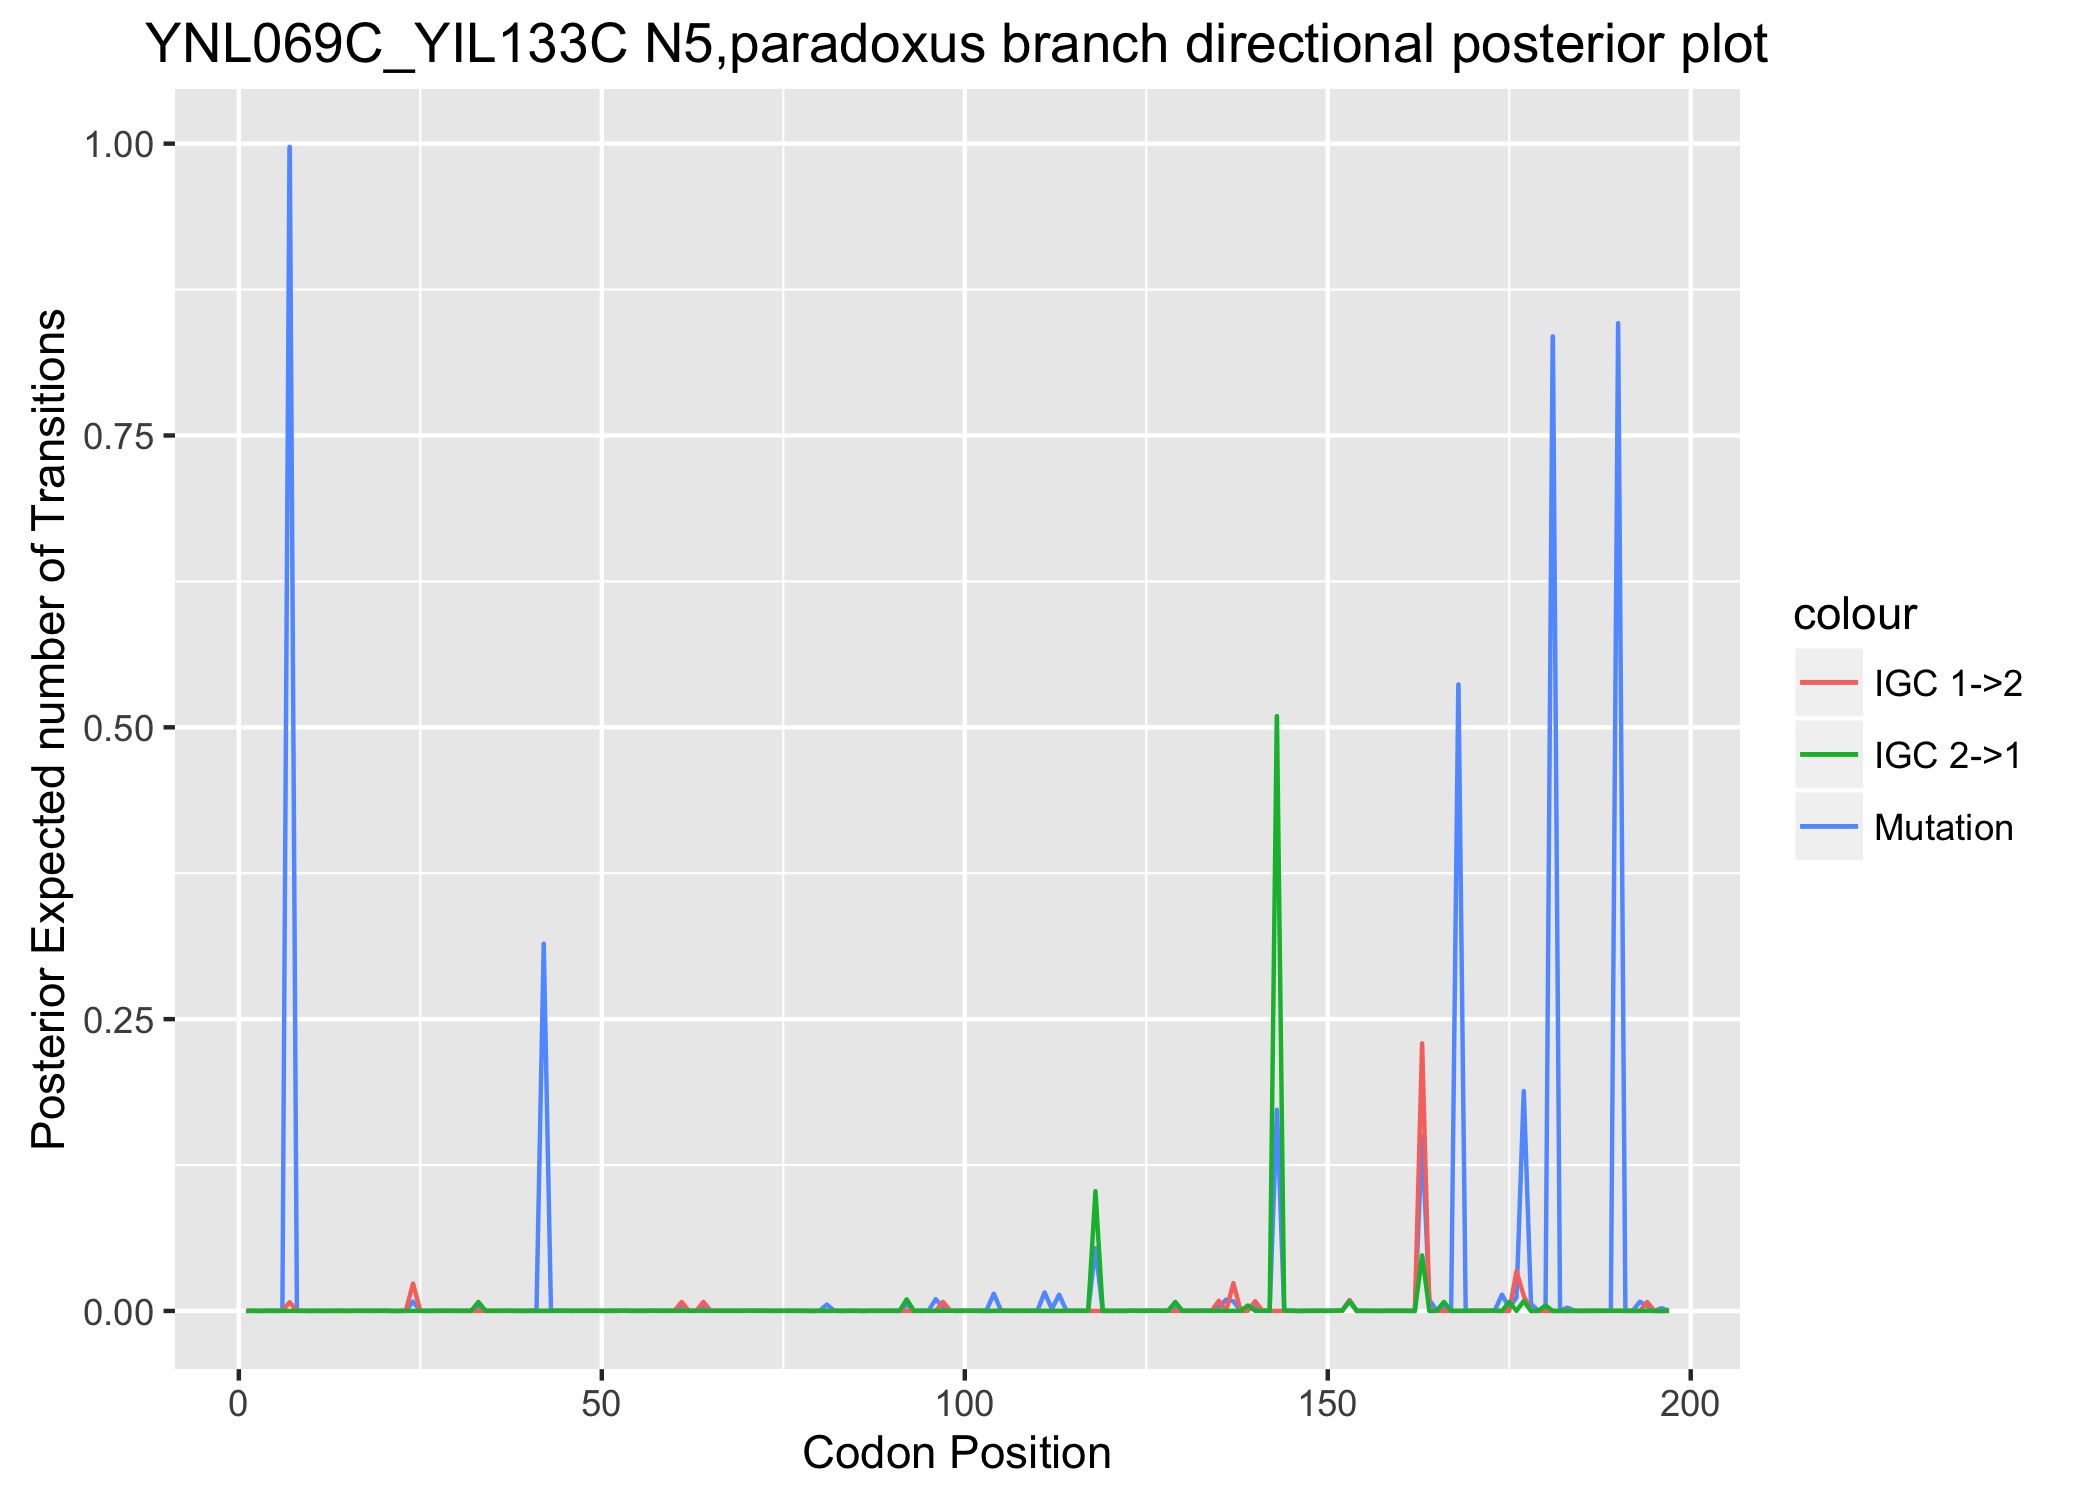 YNL069C_YIL133C N5,paradoxus branch directional posterior plot
Posterior Expected number of Transitions
1.00
0.75
0.50
0.25
0.00
0
50
100
150
200
Codon Position
colour
IGC 1->2
IGC 2->1
Mutation